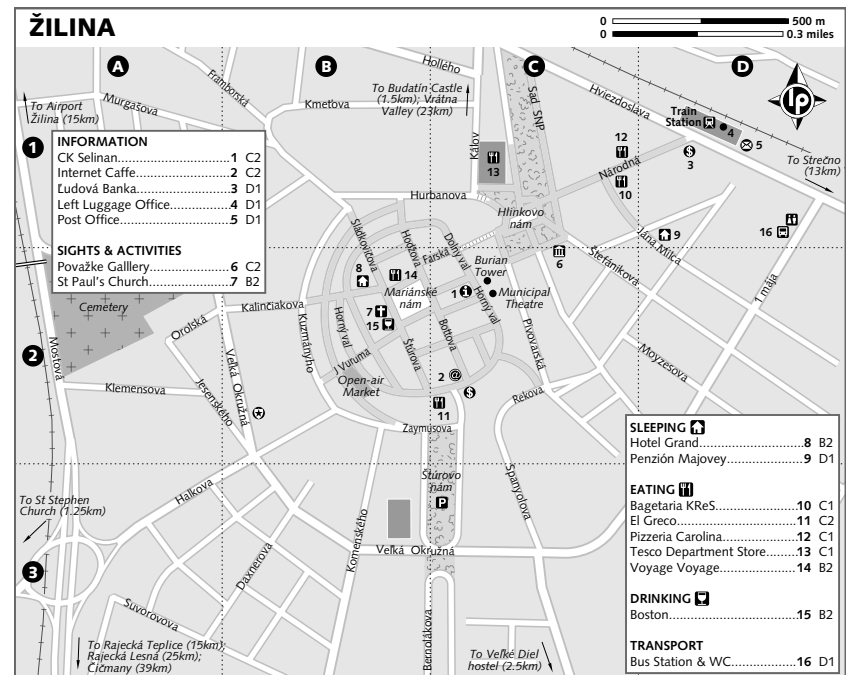 ŽILINA
0 500 m
0 0.3 miles
A
B
C
D
1
2
3
To Airport
Žilina (15km)
Murgašova
Framborská
Hollého
To Budatín Castle
(1.5km); Vrátna
Valley (23km)
Kmeťova
Kálov
Sad SNP
Hviezdoslava
Train
Station
4
5
To Strečno
(13km)
12
Národná
10
3
13
INFORMATION
CK Selinan 1 C2
Internet Caffe 2 C2
Ľudová Banka 3 D1
Left Luggage Office 4 D1
Post Office 5 D1
SIGHTS & ACTIVITIES
Považke Galllery 6 C2
St Paul's Church 7 B2
Hurbanova
Hlinkovo
nám
Sládkovičova
Hodžova
Dolný val
Farská
Burian
Tower
6
Štefánikova
Jána Milca
9
16
1 mája
8
14
Mariánské
nám
1
Horný val
Municipal
Theatre
7
15
Cemetery
Kalinčiakova
Orolská
Kuzmányho
Horný val
J Vuruma
Štúrova
Bottova
Pivovarská
Moyzesova
Mostová
Klemensova
Jesenského
Veľká Okružná
Open-air
Market
2
11
Rekova
Zaymusova
SLEEPING
Hotel Grand 8 B2
Penzión Majovey 9 D1
EATING
Bagetaria KReS 10 C1
El Greco 11 C2
Pizzeria Carolina 12 C1
Tesco Department Store 13 C1
Voyage Voyage 14 B2
DRINKING
Boston 15 B2
TRANSPORT
Bus Station & WC 16 D1
To St Stephen
Church (1.25km)
Halkova
Štúrovo
nám
P
Spanyolova
Komenského
Veľká Okružná
Daxnerova
Suvorovova
Bernolákova
To Rajecká Teplice (15km);
Rajecká Lesná (25km);
Čičmany (39km)
To Veľké Diel
hostel (2.5km)
lp